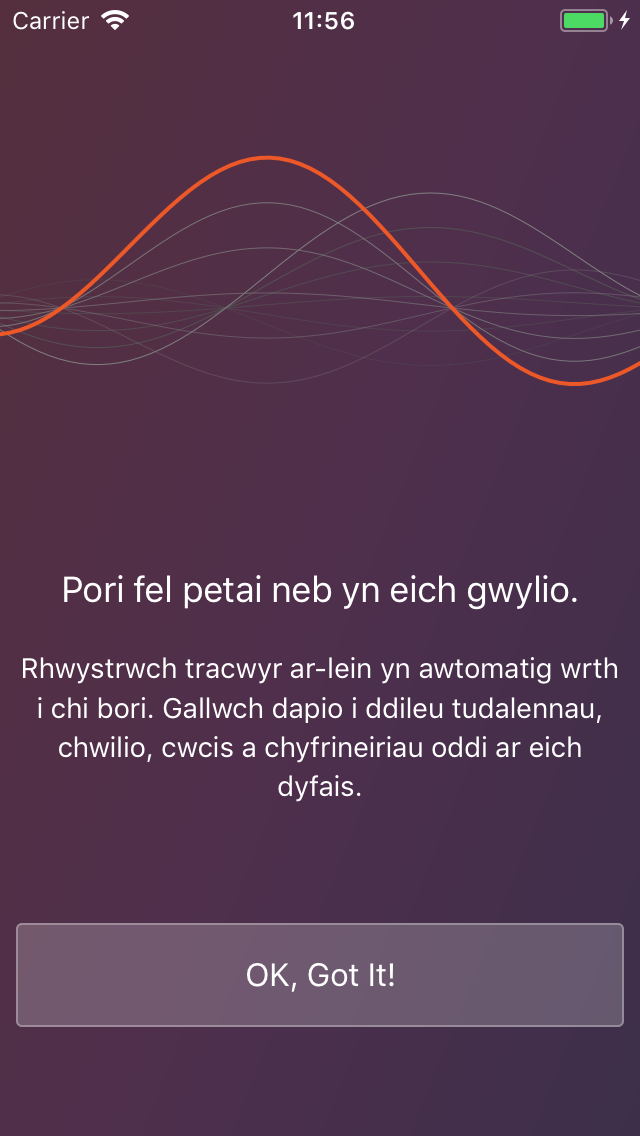 Carrier 11:56
Pori fel petai neb yn eich gwylio.
Rhwystrwch tracwyr ar-lein yn awtomatig wrth
i chi bori. Gallwch dapio i ddileu tudalennau,
chwilio, cwcis a chyfrineiriau oddi ar eich
dyfais.
OK, Got It!